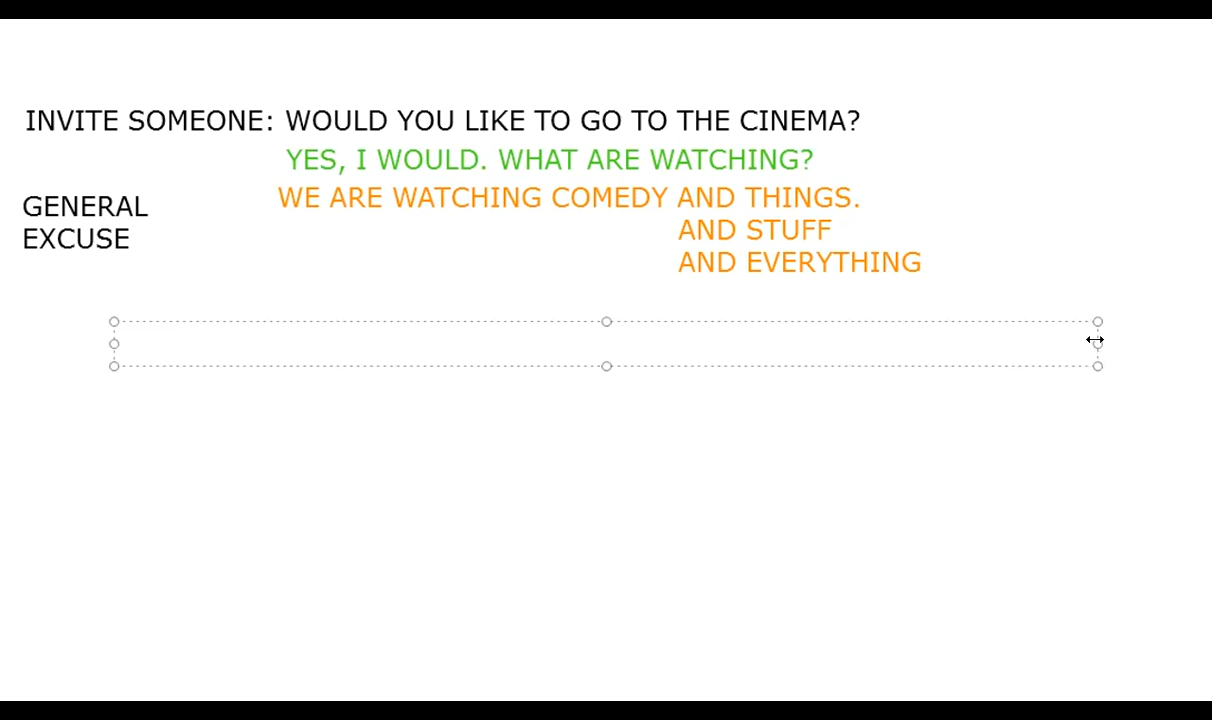 INVITE SOMEONE: WOULD YOU LIKE TO GO TO THE CINEMA?
YES, I WOULD. WHAT ARE WATCHING?
WE ARE WATCHING COMEDY AND THINGS.
GENERAL
AND STUFF
EXCUSE
AND EVERYTHING